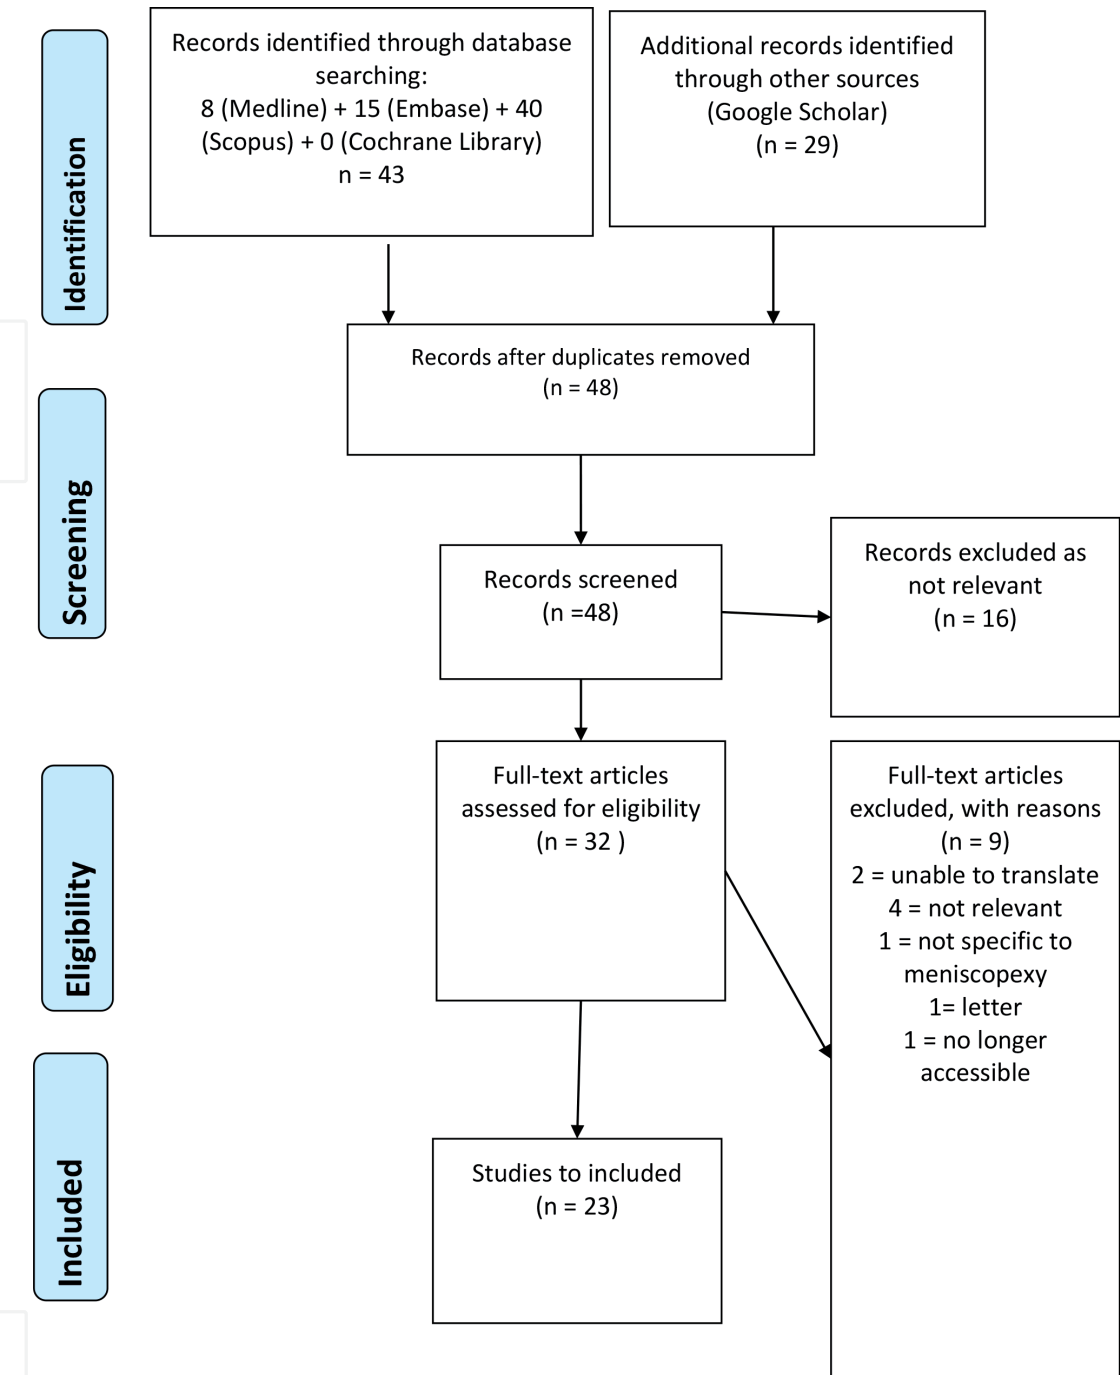 Identification
Records identified through database
searching:
8 (Medline) + 15 (Embase) + 40
(Scopus) + 0 (Cochrane Library)
n = 43
Additional records identified
through other sources
(Google Scholar)
(n = 29)
Records after duplicates removed
(n = 48)
Screening
Records screened
(n =48)
Records excluded as
not relevant
(n = 16)
Eligibility
Full-text articles
assessed for eligibility
(n = 32 )
Full-text articles
excluded, with reasons
(n = 9)
2 = unable to translate
4 = not relevant
1 = not specific to
meniscopexy
1= letter
1 = no longer
accessible
Included
Studies to included
(n = 23)